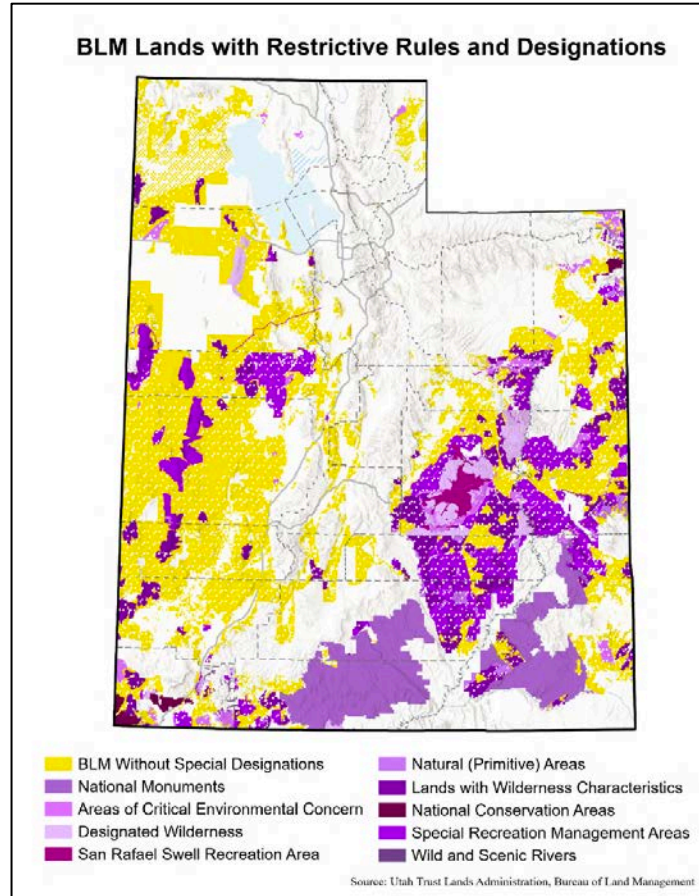 BLM Lands with Restrictive Rules and Designations
BLM Without Special Designations
National Monuments
Areas of Critical Environmental Concern
Designated Wilderness
San Rafael Swell Recreation Area
Natural (Primitive) Areas
Lands with Wilderness Characteristics
National Conservation Areas
Special Recreation Management Areas
Wild and Scenic Rivers
Source: Utah Trust Lands Administration, Bureau of Land Management